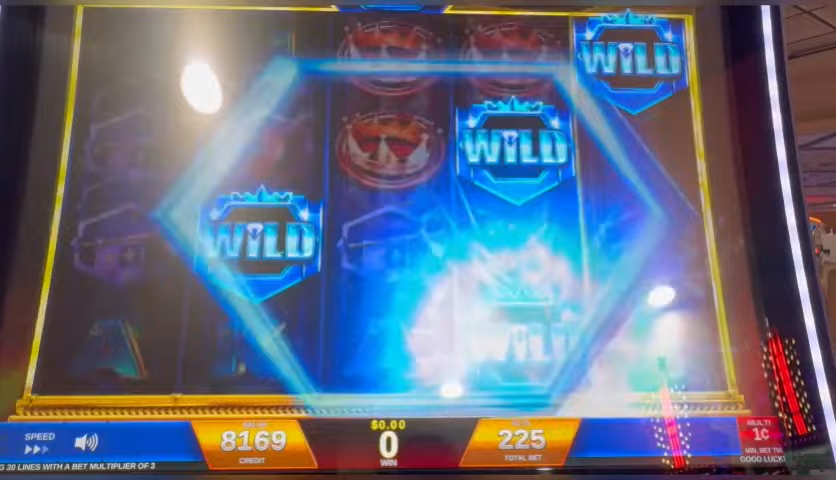 WILD
WILD
WILD
WILD
SPEED
8169
CREDIT
$0.00
0
WIN
225
TOTAL BET
MULTI
1¢
GOOD LUCK!
G 30 LINES WITH A BET MULTIPLIER OF 3